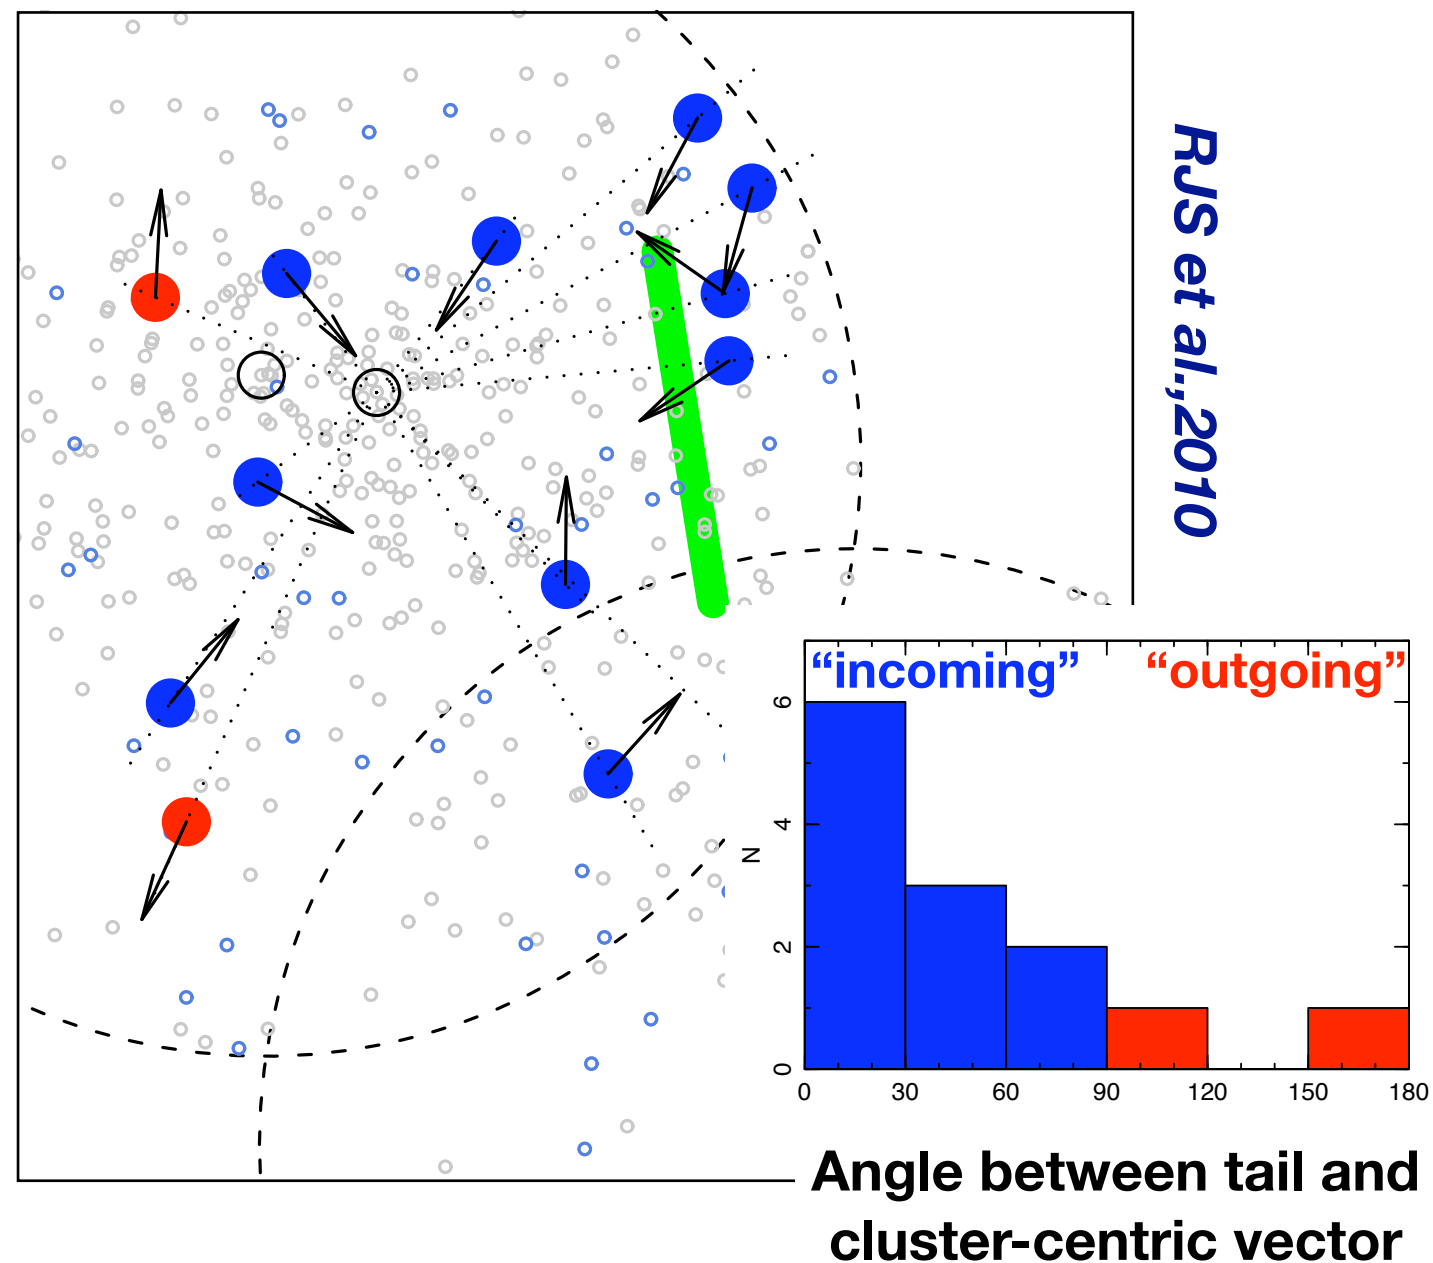 RJS et al.,2010
“incoming” “outgoing”
6
4
N
2
0
0 30 60 90 120 150 180
Angle between tail and
cluster-centric vector